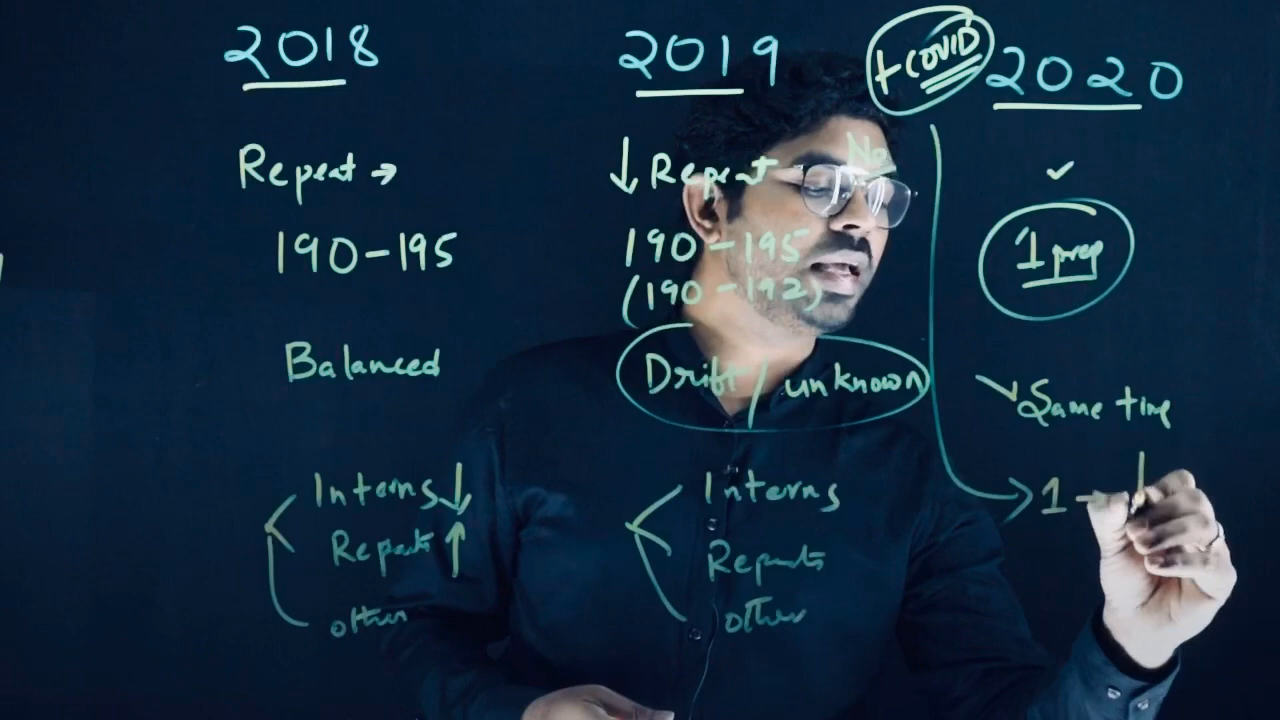 2018
Repeat →
190-195
Balanced
Interns ↓
Repeats ↑
other
2019
↓ Repeat No
190-195
(190-192)
Drift / unknown
Interns
Repeats
other
+COVID
2020
✓
1 prep
Same time
1 →